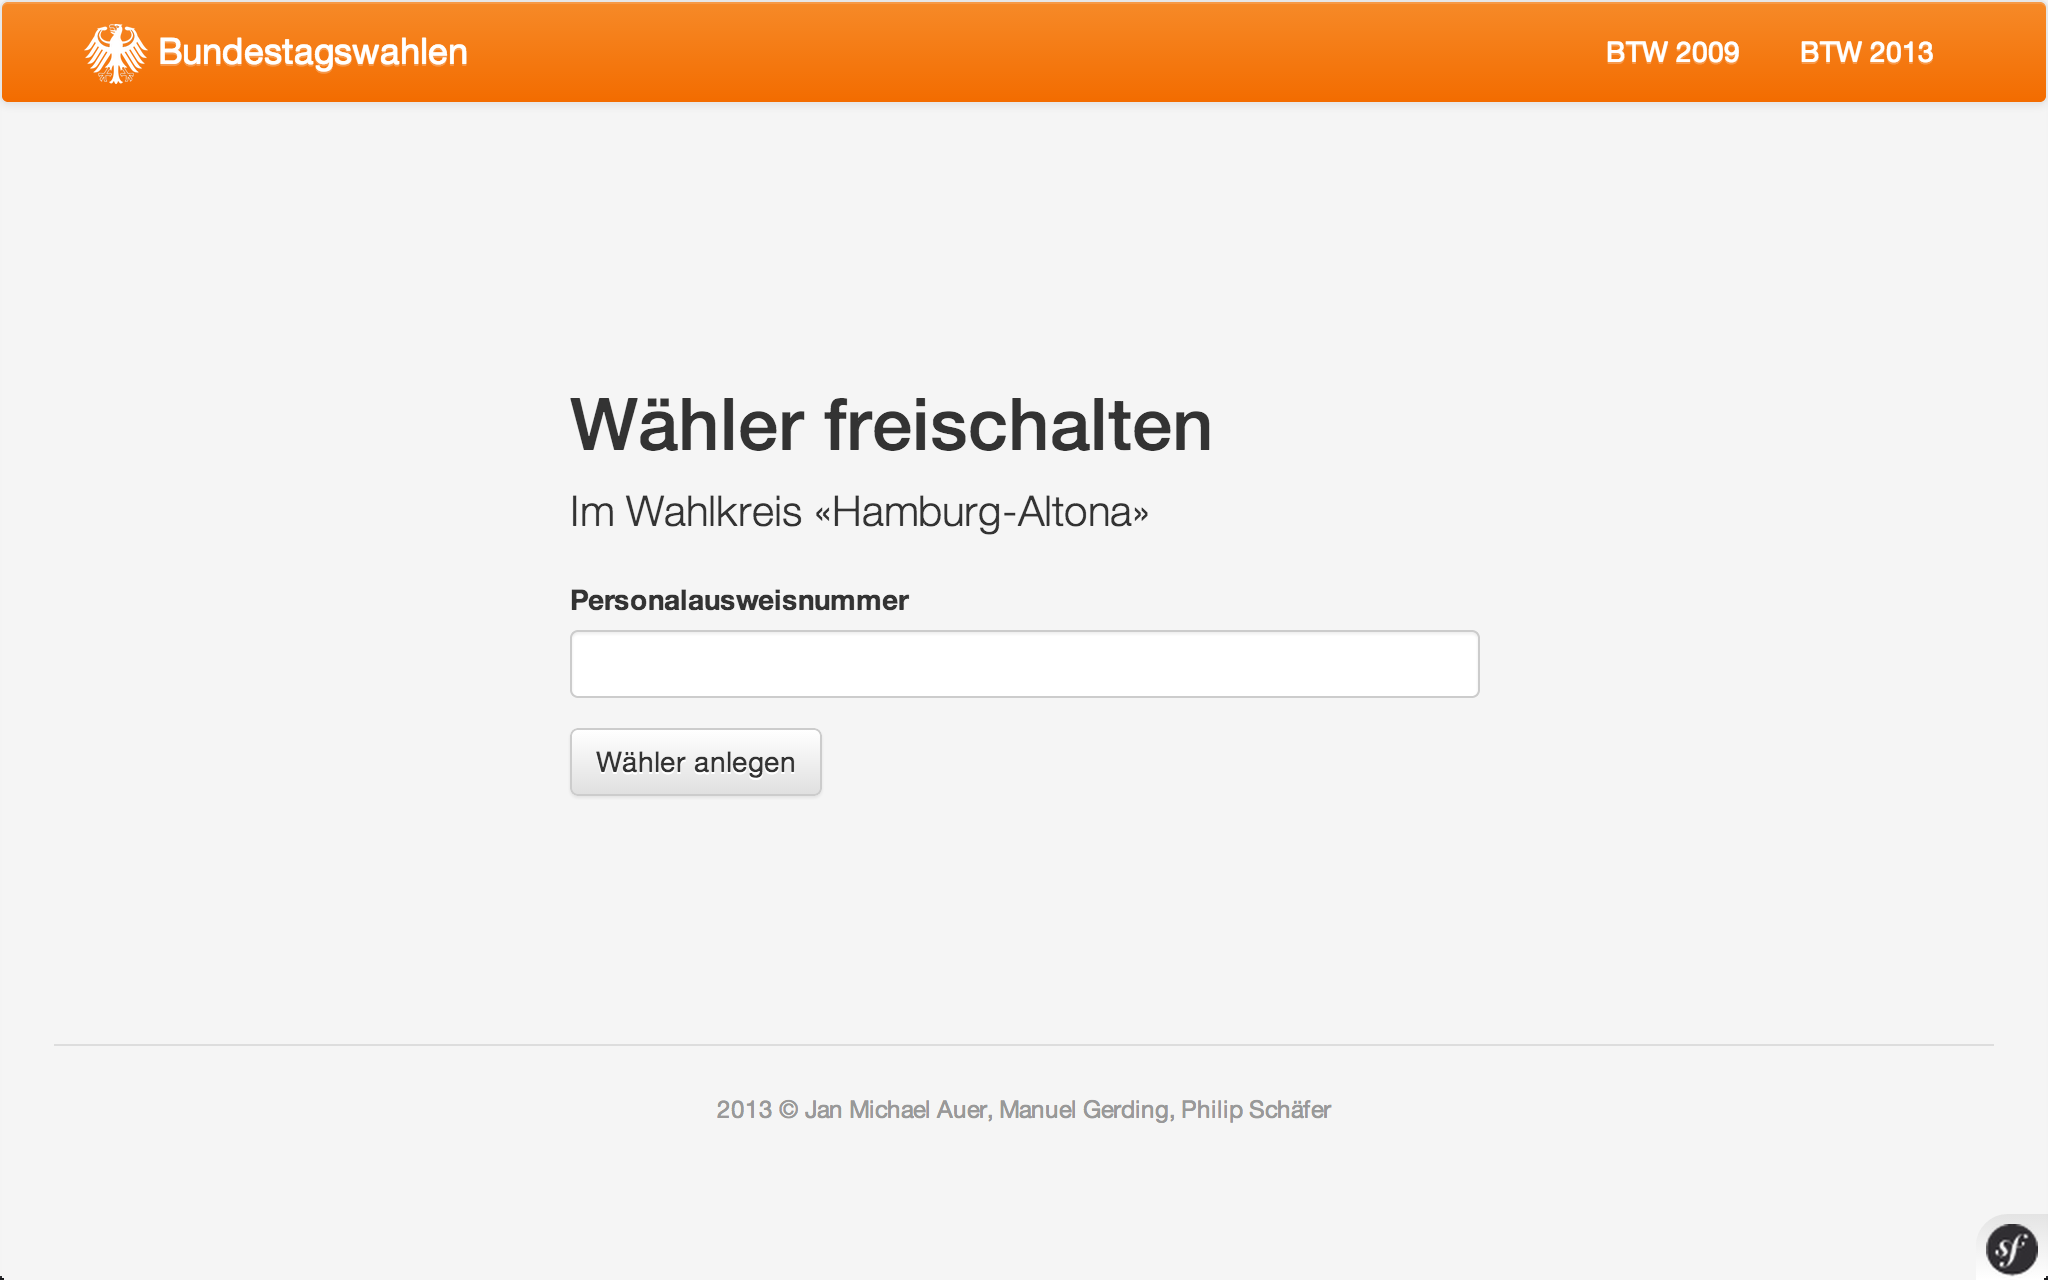 Bundestagswahlen
BTW 2009
BTW 2013
Wähler freischalten
Im Wahlkreis «Hamburg-Altona»
Personalausweisnummer
Wähler anlegen
2013 © Jan Michael Auer, Manuel Gerding, Philip Schäfer
sf